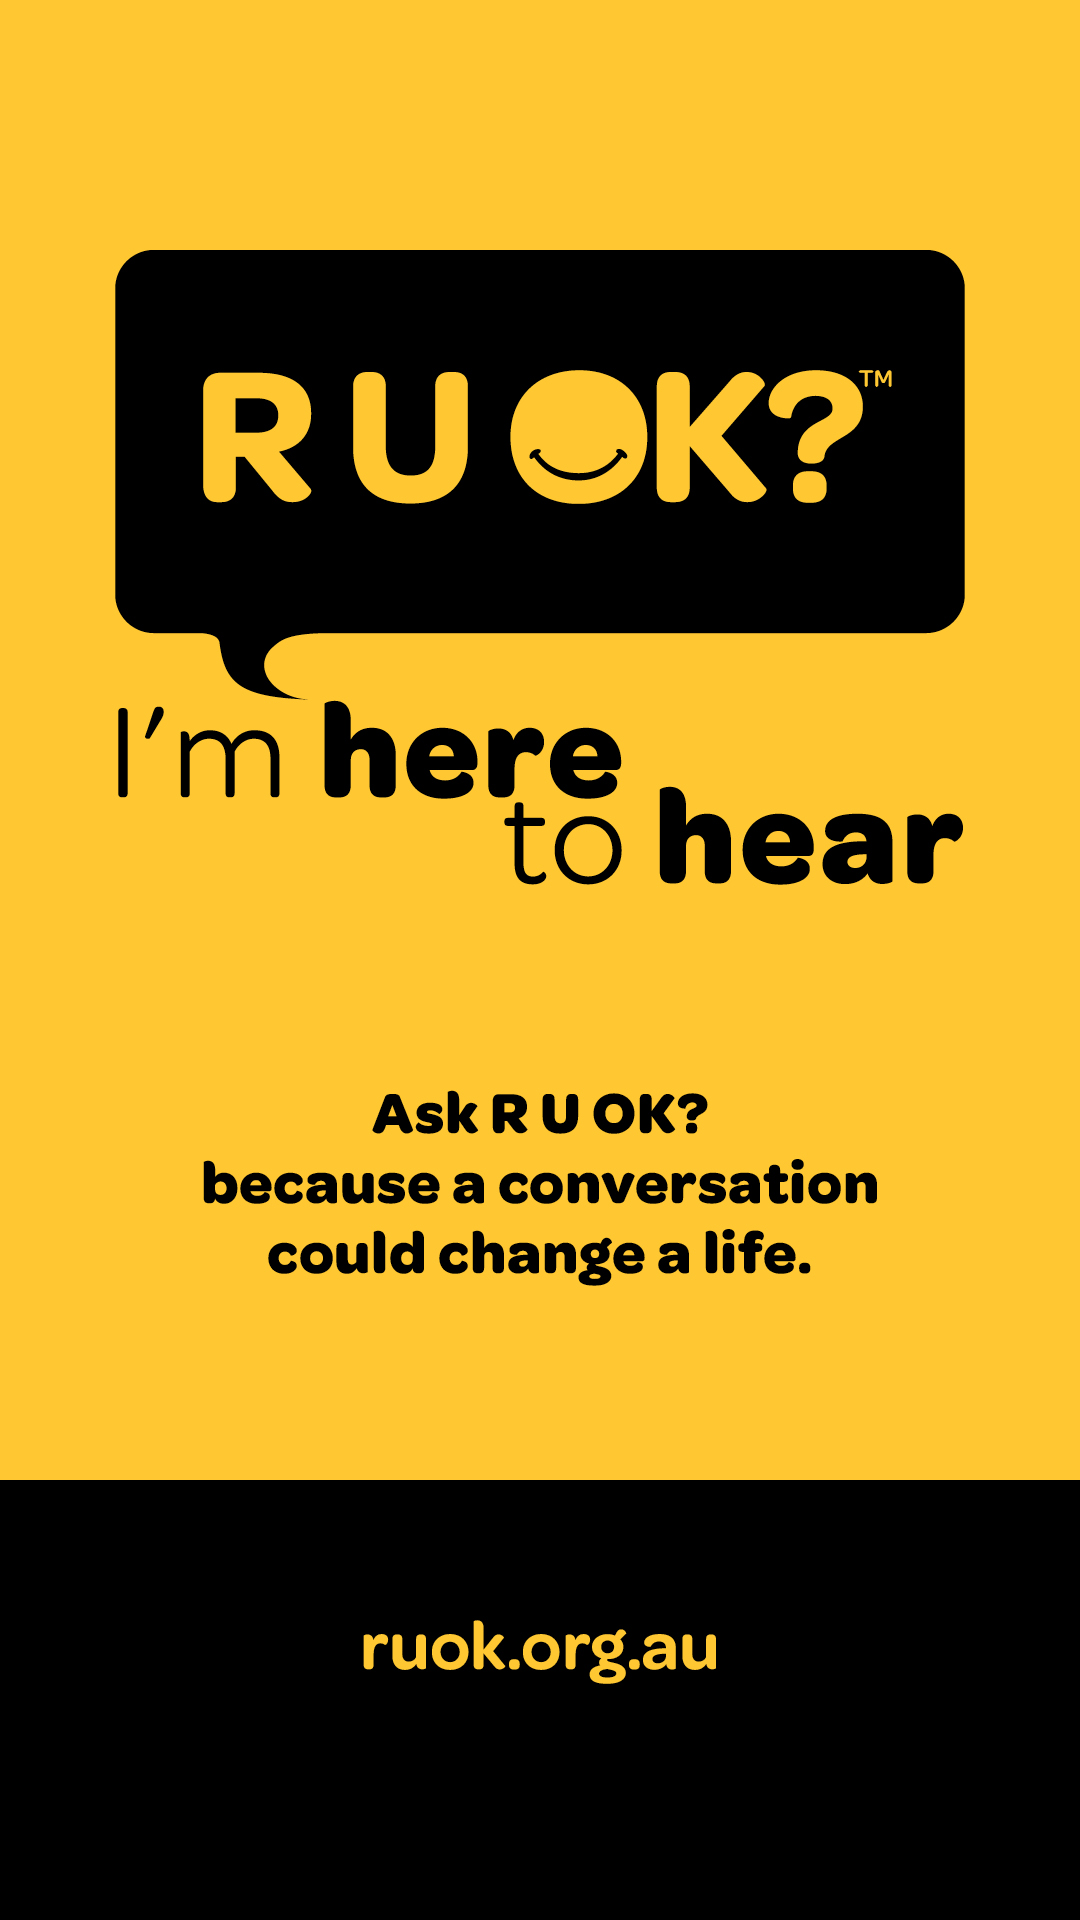 R U OK?™
I'm here
to hear
Ask R U OK?
because a conversation
could change a life.
ruok.org.au